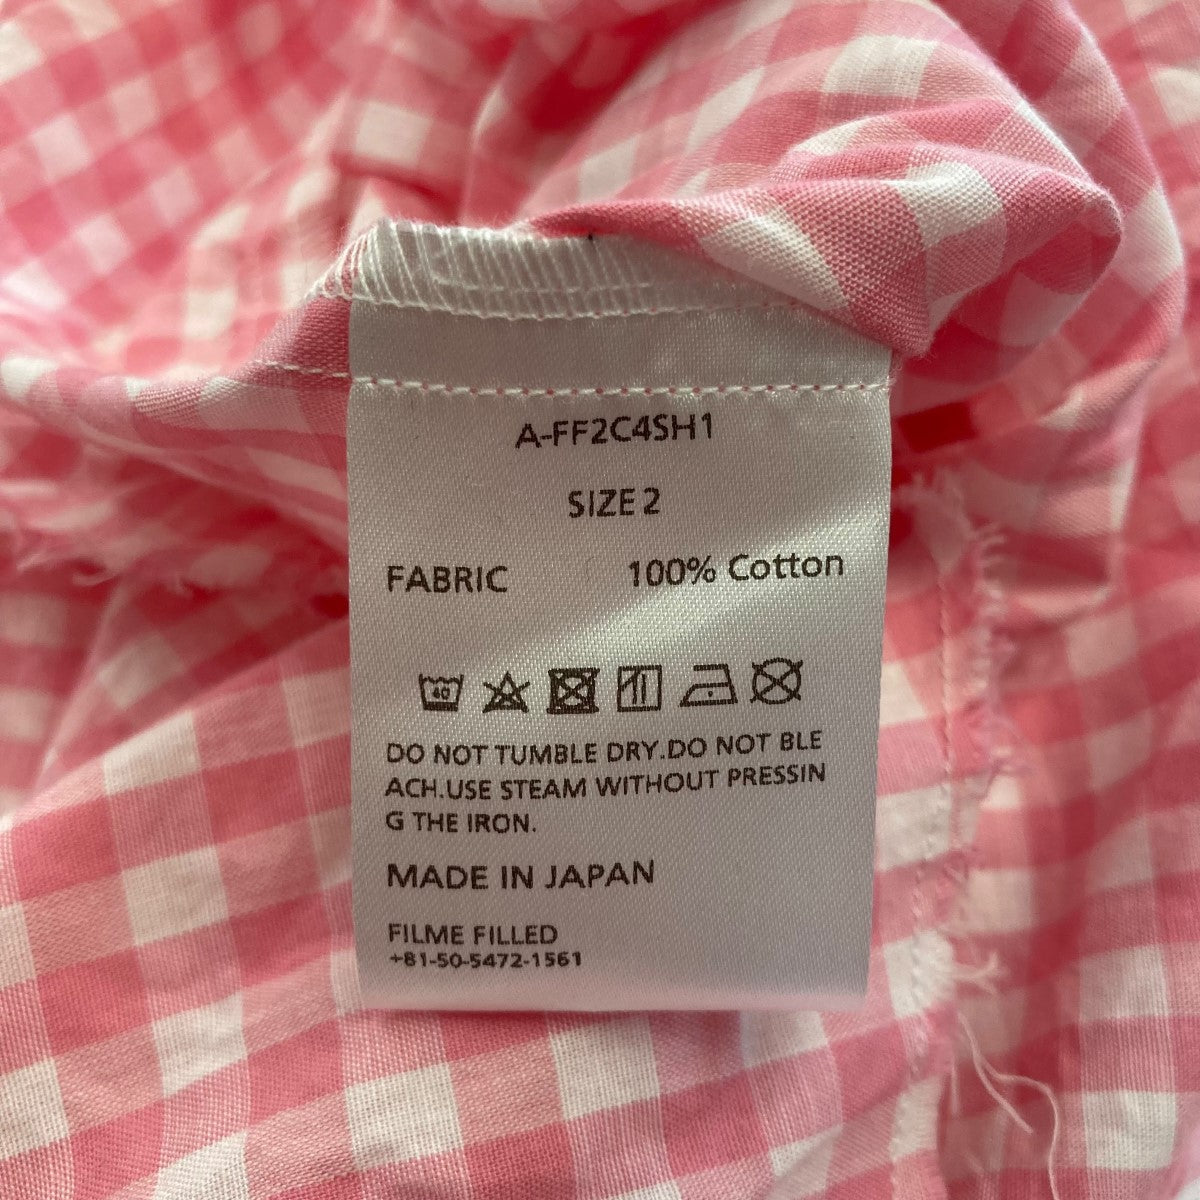 A-FF2C4SH1
SIZE 2
FABRIC 100% Cotton
40
DO NOT TUMBLE DRY.DO NOT BLE
ACH.USE STEAM WITHOUT PRESSIN
G THE IRON.
MADE IN JAPAN
FILME FILLED
+81-50-5472-1561